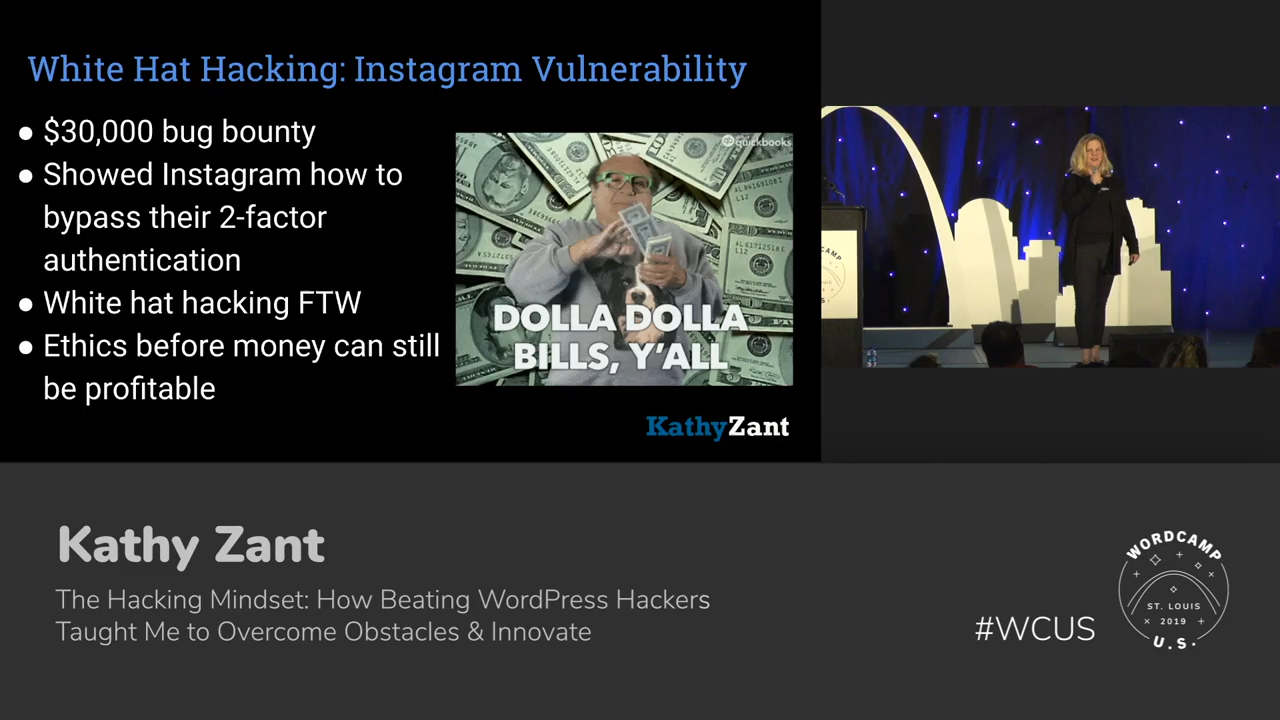 White Hat Hacking: Instagram Vulnerability
● $30,000 bug bounty
● Showed Instagram how to
bypass their 2-factor
authentication
● White hat hacking FTW
● Ethics before money can still
be profitable
quickbooks
DOLLA DOLLA
BILLS, Y'ALL
KathyZant
Kathy Zant
The Hacking Mindset: How Beating WordPress Hackers
Taught Me to Overcome Obstacles & Innovate
#WCUS
WORDCAMP
ST. LOUIS
2019
U.S.